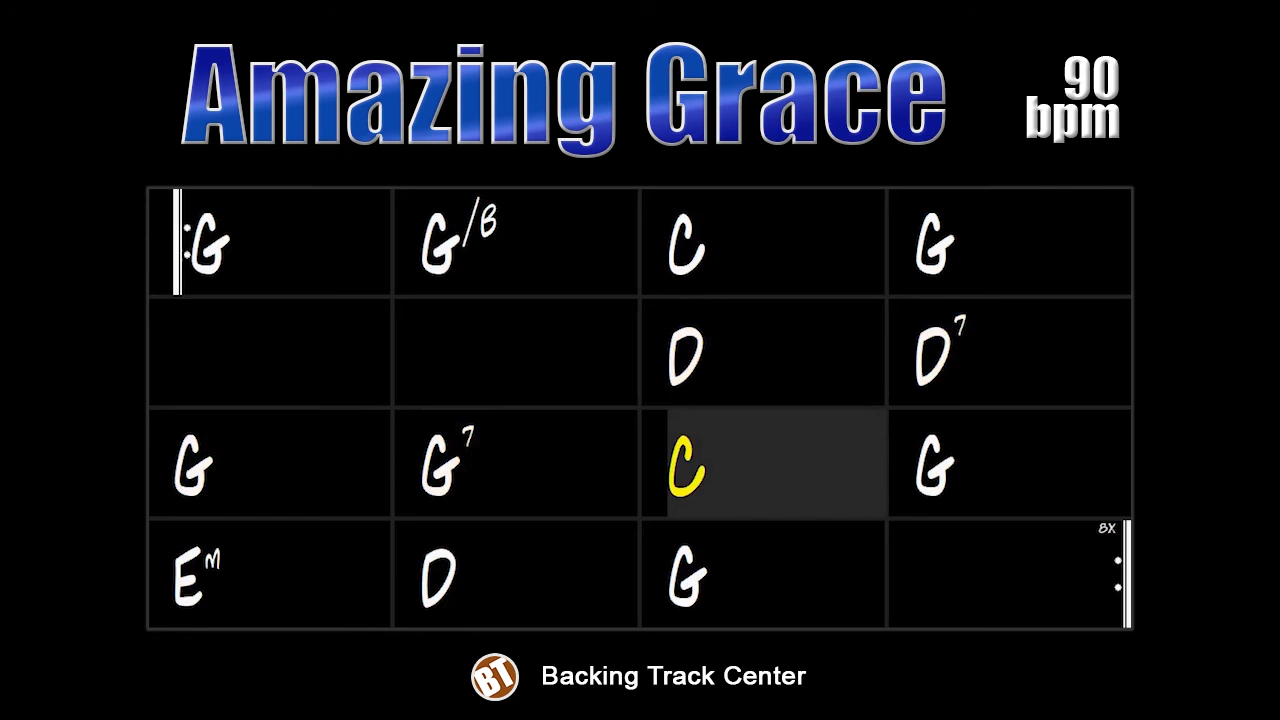 Amazing Grace
90
bpm
G G/B C G
D D7
G G7 C G
8x
Em D G
BT Backing Track Center